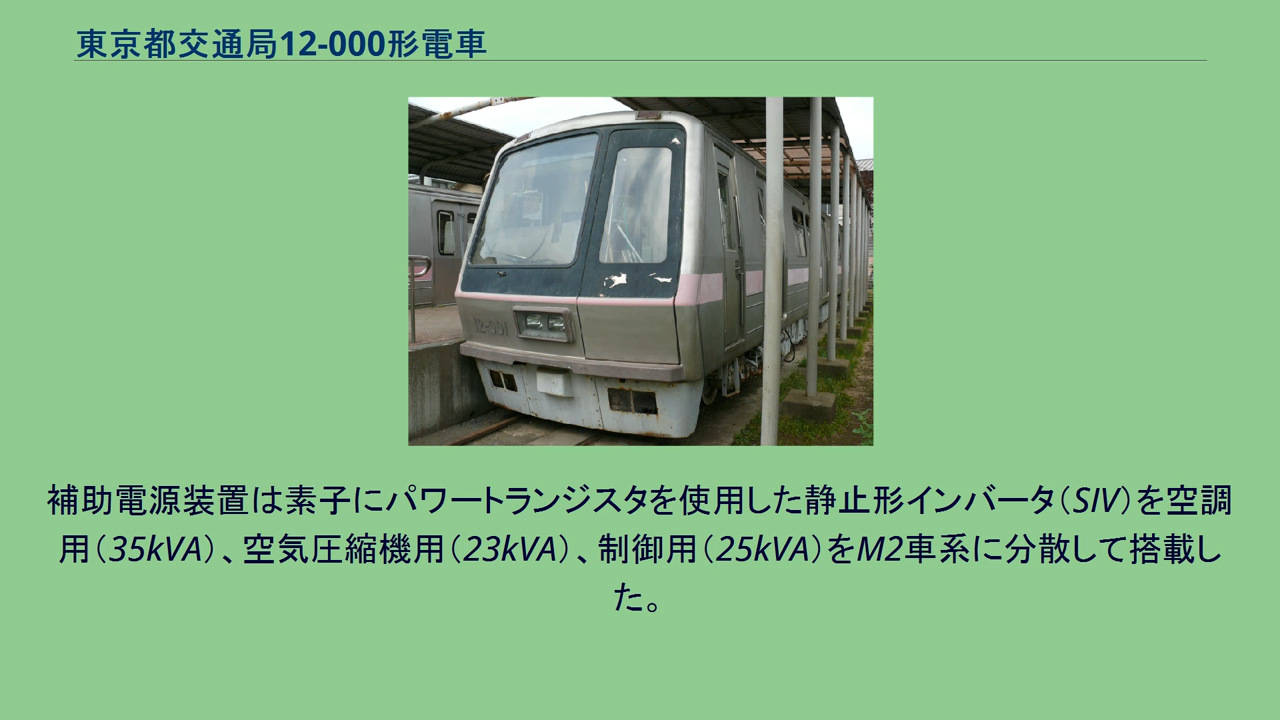 東京都交通局12-000形電車
12-001
補助電源装置は素子にパワートランジスタを使用した静止形インバータ（SIV）を空調
用（35kVA）、空気圧縮機用（23kVA）、制御用（25kVA）をM2車系に分散して搭載し
た。